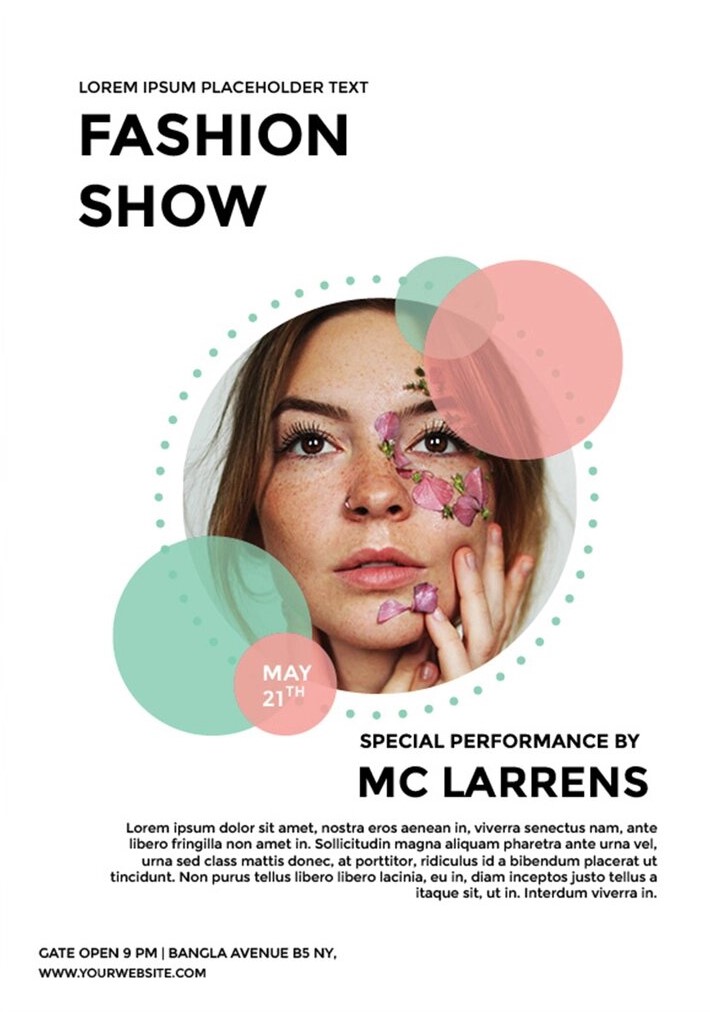 LOREM IPSUM PLACEHOLDER TEXT
FASHION
SHOW
MAY
21TH
SPECIAL PERFORMANCE BY
MC LARRENS
Lorem ipsum dolor sit amet, nostra eros aenean in, viverra senectus nam, ante
libero fringilla non amet in. Sollicitudin magna aliquam pharetra ante urna vel,
urna sed class mattis donec, at porttitor, ridiculus id a bibendum placerat ut
tincidunt. Non purus tellus libero libero lacinia, eu in, diam inceptos justo tellus a
itaque sit, ut in. Interdum viverra in.
GATE OPEN 9 PM | BANGLA AVENUE B5 NY,
WWW.YOURWEBSITE.COM